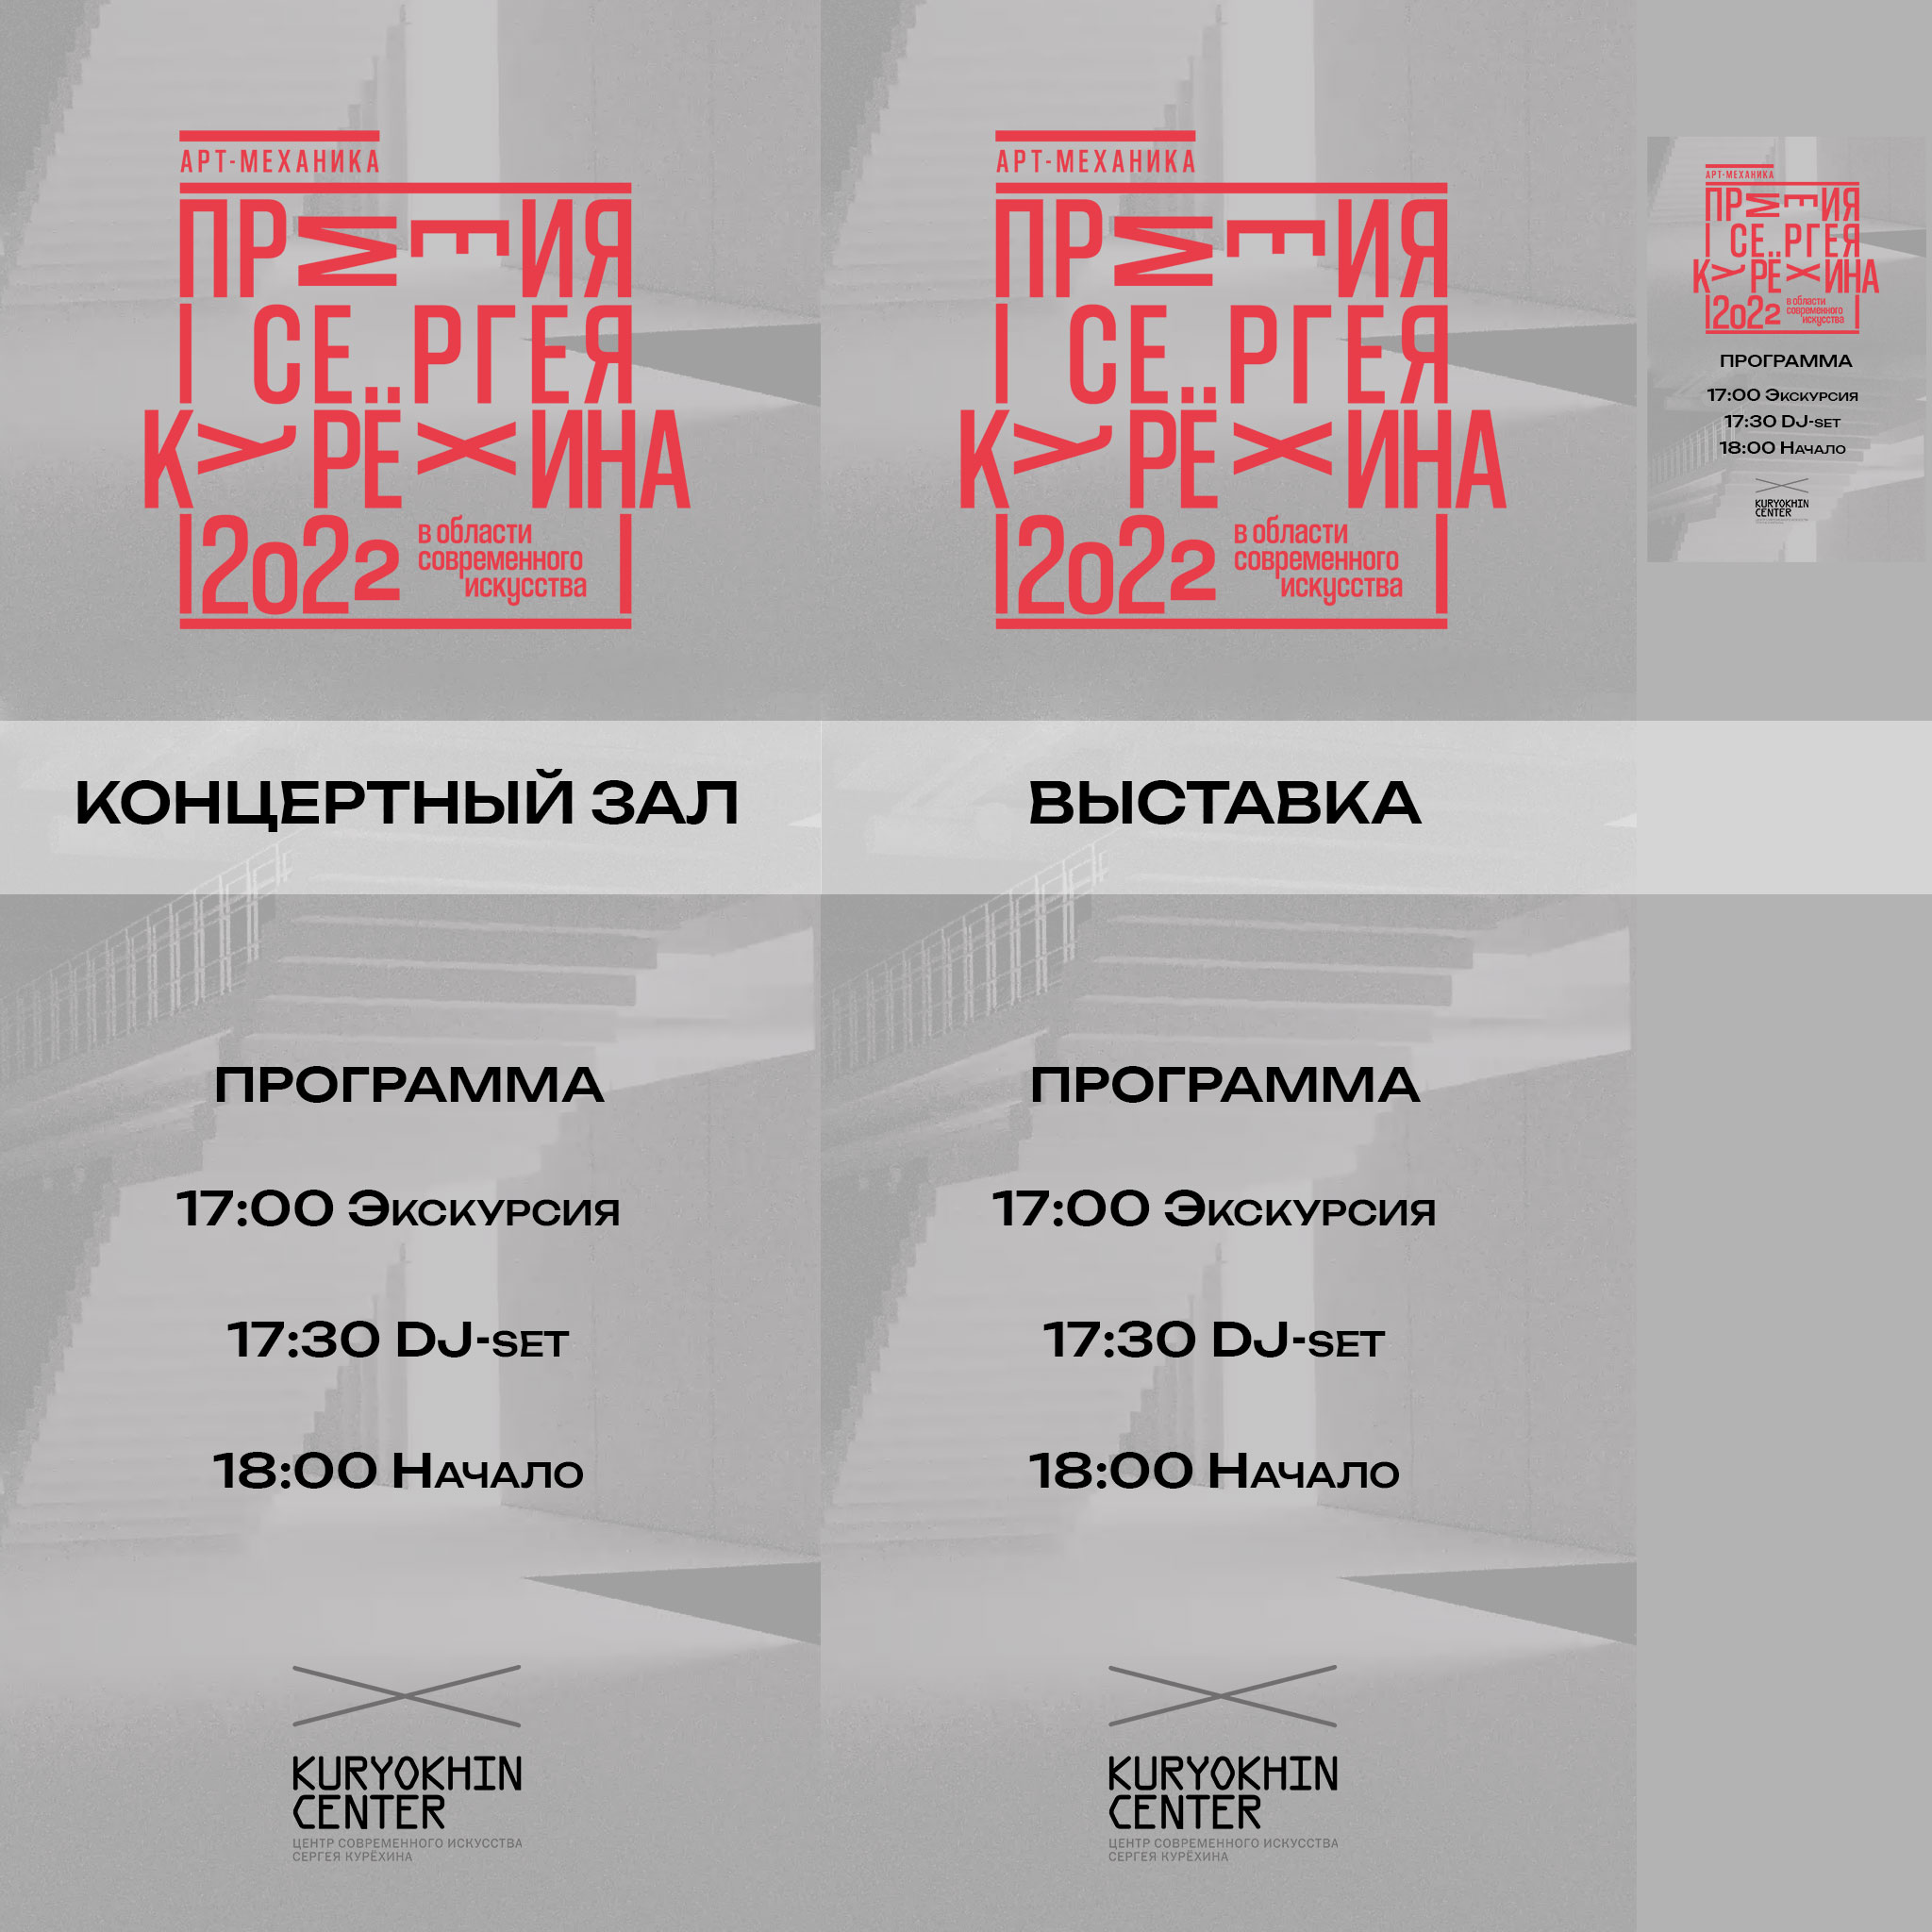 АРТ-МЕХАНИКА
ПРЕМИЯ
СЕРГЕЯ
КУРЁХИНА
2022
в области
современного
искусства
КОНЦЕРТНЫЙ ЗАЛ
ПРОГРАММА
17:00 Экскурсия
17:30 DJ-set
18:00 Начало
KURYOKHIN
CENTER
ЦЕНТР СОВРЕМЕННОГО ИСКУССТВА
СЕРГЕЯ КУРЁХИНА
АРТ-МЕХАНИКА
ПРЕМИЯ
СЕРГЕЯ
КУРЁХИНА
2022
в области
современного
искусства
ВЫСТАВКА
ПРОГРАММА
17:00 Экскурсия
17:30 DJ-set
18:00 Начало
KURYOKHIN
CENTER
ЦЕНТР СОВРЕМЕННОГО ИСКУССТВА
СЕРГЕЯ КУРЁХИНА
АРТ-МЕХАНИКА
ПРЕМИЯ
СЕРГЕЯ
КУРЁХИНА
2022
в области
современного
искусства
ПРОГРАММА
17:00 Экскурсия
17:30 DJ-set
18:00 Начало
KURYOKHIN
CENTER